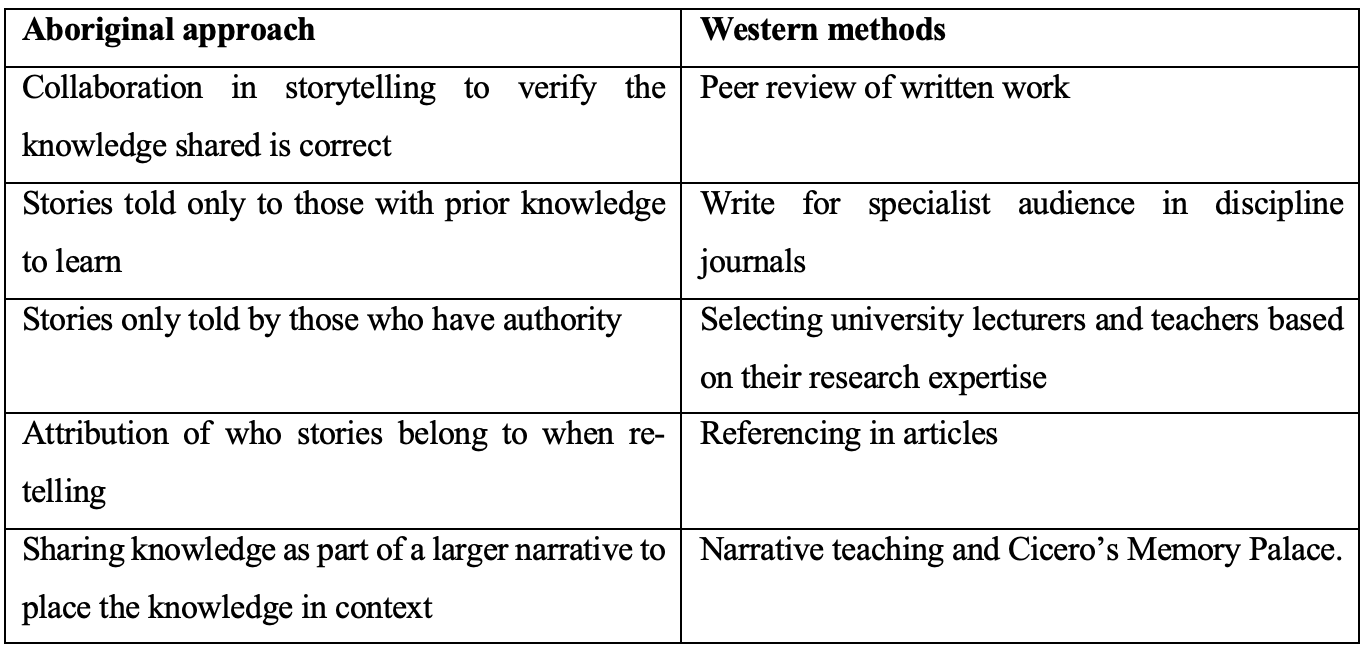 Aboriginal approach
Western methods
Collaboration in storytelling to verify the
knowledge shared is correct
Peer review of written work
Stories told only to those with prior knowledge
to learn
Write for specialist audience in discipline
journals
Stories only told by those who have authority
Selecting university lecturers and teachers based
on their research expertise
Attribution of who stories belong to when re-
telling
Referencing in articles
Sharing knowledge as part of a larger narrative to
place the knowledge in context
Narrative teaching and Cicero’s Memory Palace.